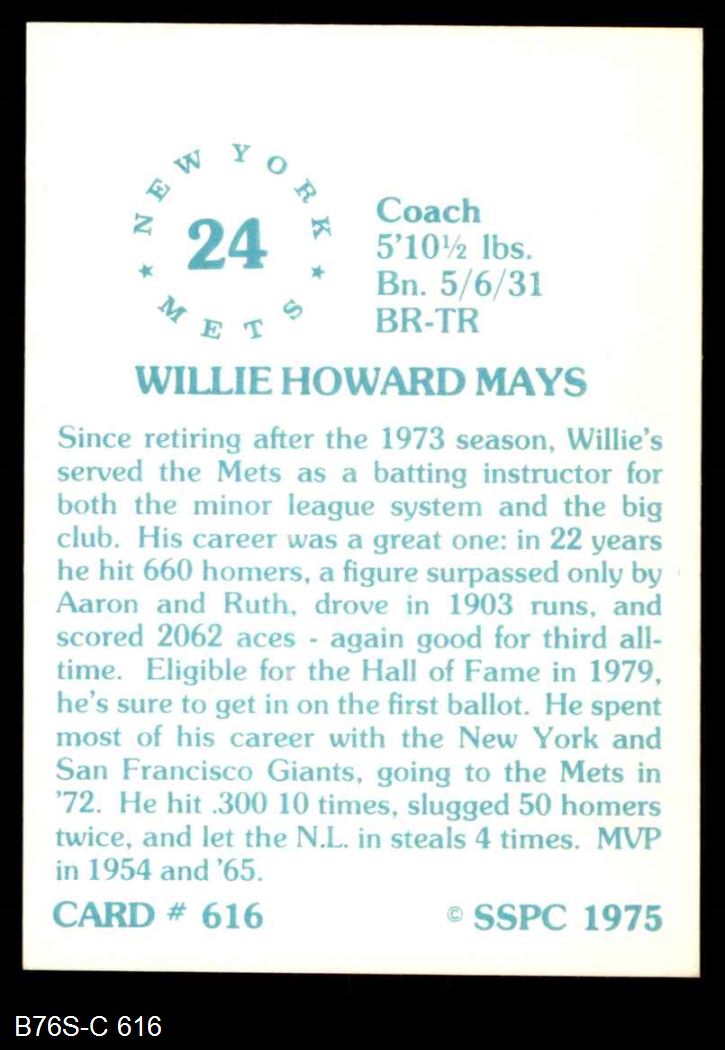 NEW YORK
24
★ METS ★
Coach
5'10½ lbs.
Bn. 5/6/31
BR-TR
WILLIE HOWARD MAYS
Since retiring after the 1973 season, Willie's
served the Mets as a batting instructor for
both the minor league system and the big
club. His career was a great one: in 22 years
he hit 660 homers, a figure surpassed only by
Aaron and Ruth, drove in 1903 runs, and
scored 2062 aces - again good for third all-
time. Eligible for the Hall of Fame in 1979,
he's sure to get in on the first ballot. He spent
most of his career with the New York and
San Francisco Giants, going to the Mets in
'72. He hit .300 10 times, slugged 50 homers
twice, and let the N.L. in steals 4 times. MVP
in 1954 and '65.
CARD # 616
© SSPC 1975
B76S-C 616